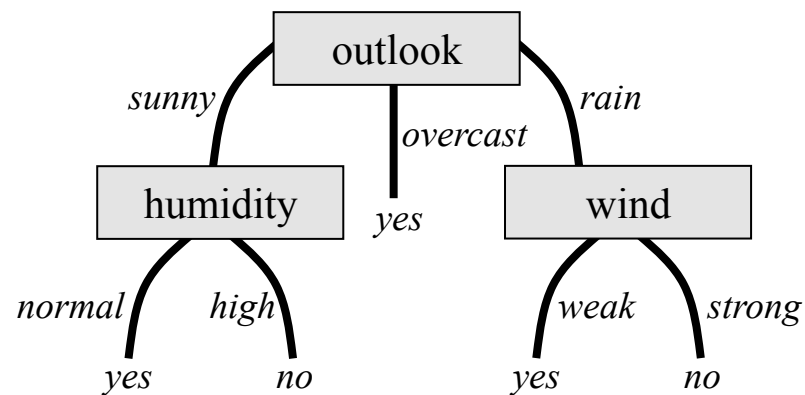 outlook
sunny
rain
overcast
humidity
yes
wind
normal
high
weak
strong
yes
no
yes
no